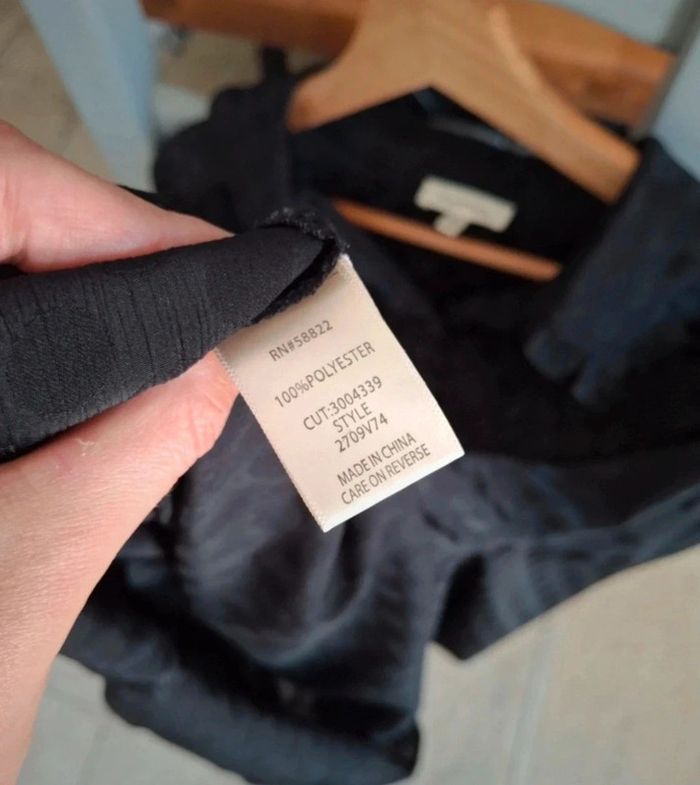 RN#58822
100%POLYESTER
CUT:3004339
STYLE
2709V74
MADE IN CHINA
CARE ON REVERSE